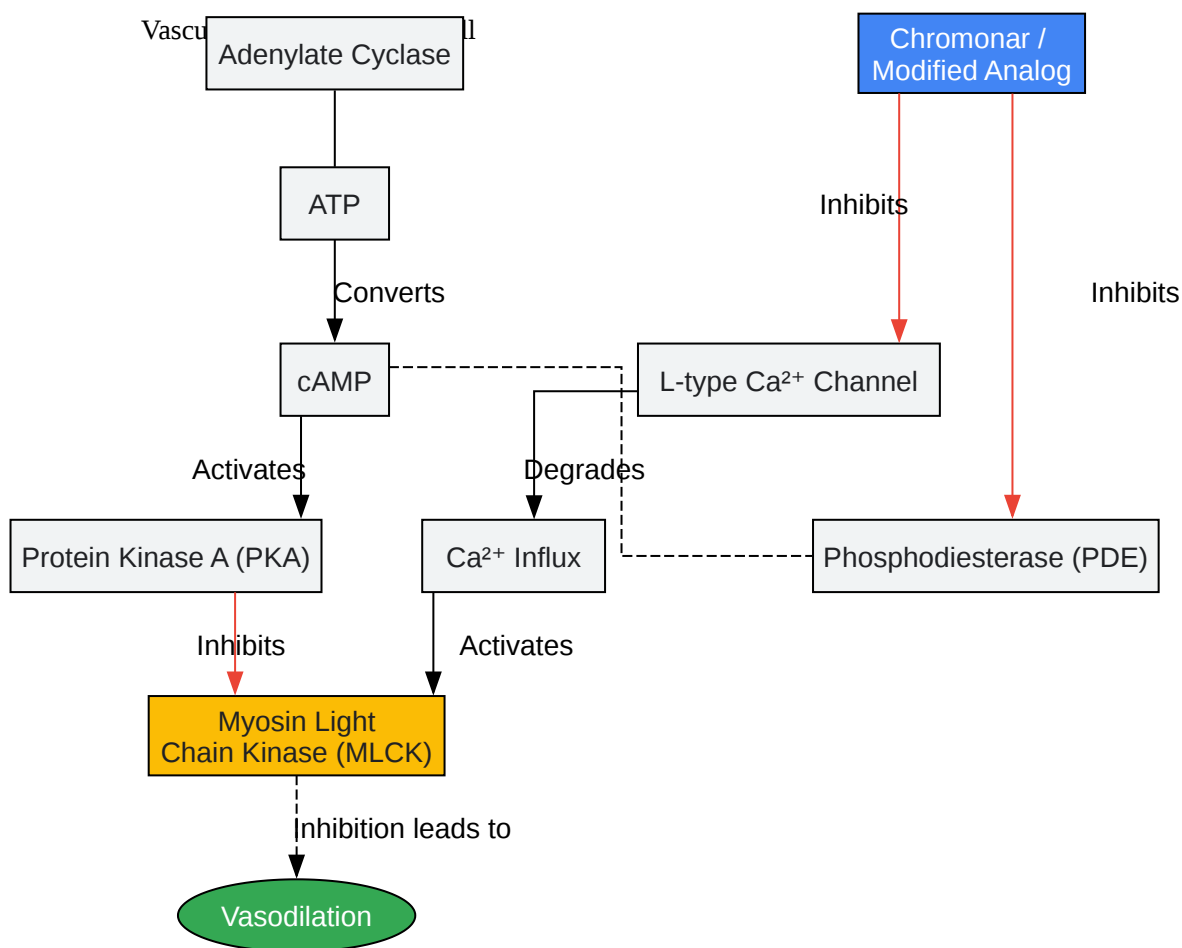 Adenylate Cyclase
Chromonar /
Modified Analog
ATP
Inhibits
Converts
Inhibits
cAMP
L-type Ca²⁺ Channel
Activates
Degrades
Protein Kinase A (PKA)
Ca²⁺ Influx
Phosphodiesterase (PDE)
Inhibits
Activates
Myosin Light
Chain Kinase (MLCK)
Inhibition leads to
Vasodilation